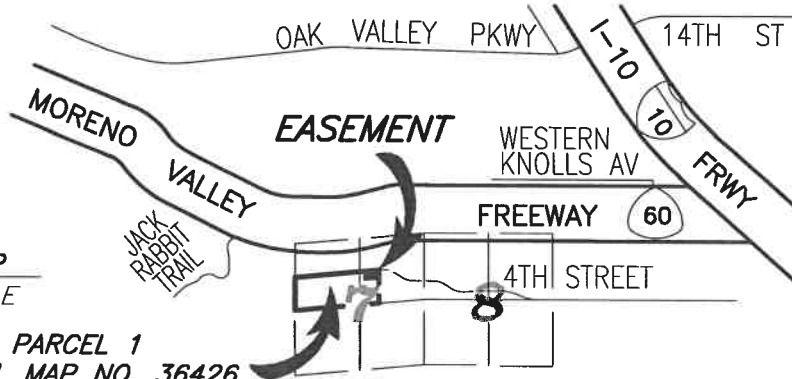 OAK VALLEY PKWY
14TH ST
I-10
10
FRWY
MORENO VALLEY
FREEWAY
60
EASEMENT
WESTERN
KNOLLS AV
JACK
RABBIT
TRAIL
4TH STREET
7
8
P
E
PARCEL 1
MAP NO. 36426